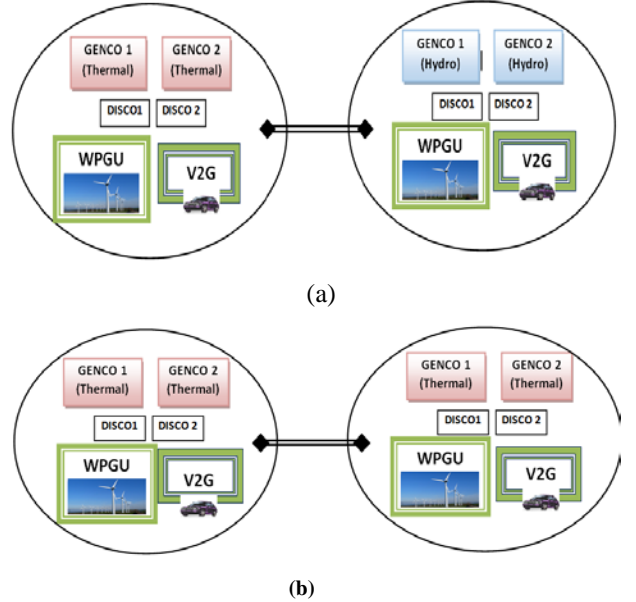 GENCO 1 GENCO 2 GENCO 1 GENCO 2
(Thermal) (Thermal) (Hydro) (Hydro)
DISCO1 DISCO 2 DISCO1 DISCO 2
WPGU V2G WPGU V2G
(a)
GENCO 1 GENCO 2 GENCO 1 GENCO 2
(Thermal) (Thermal) (Thermal) (Thermal)
DISCO1 DISCO 2 DISCO1 DISCO 2
WPGU V2G WPGU V2G
(b)